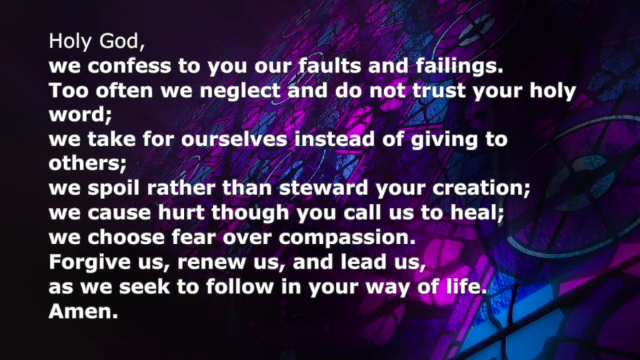 Holy God,
we confess to you our faults and failings.
Too often we neglect and do not trust your holy
word;
we take for ourselves instead of giving to
others;
we spoil rather than steward your creation;
we cause hurt though you call us to heal;
we choose fear over compassion.
Forgive us, renew us, and lead us,
as we seek to follow in your way of life.
Amen.